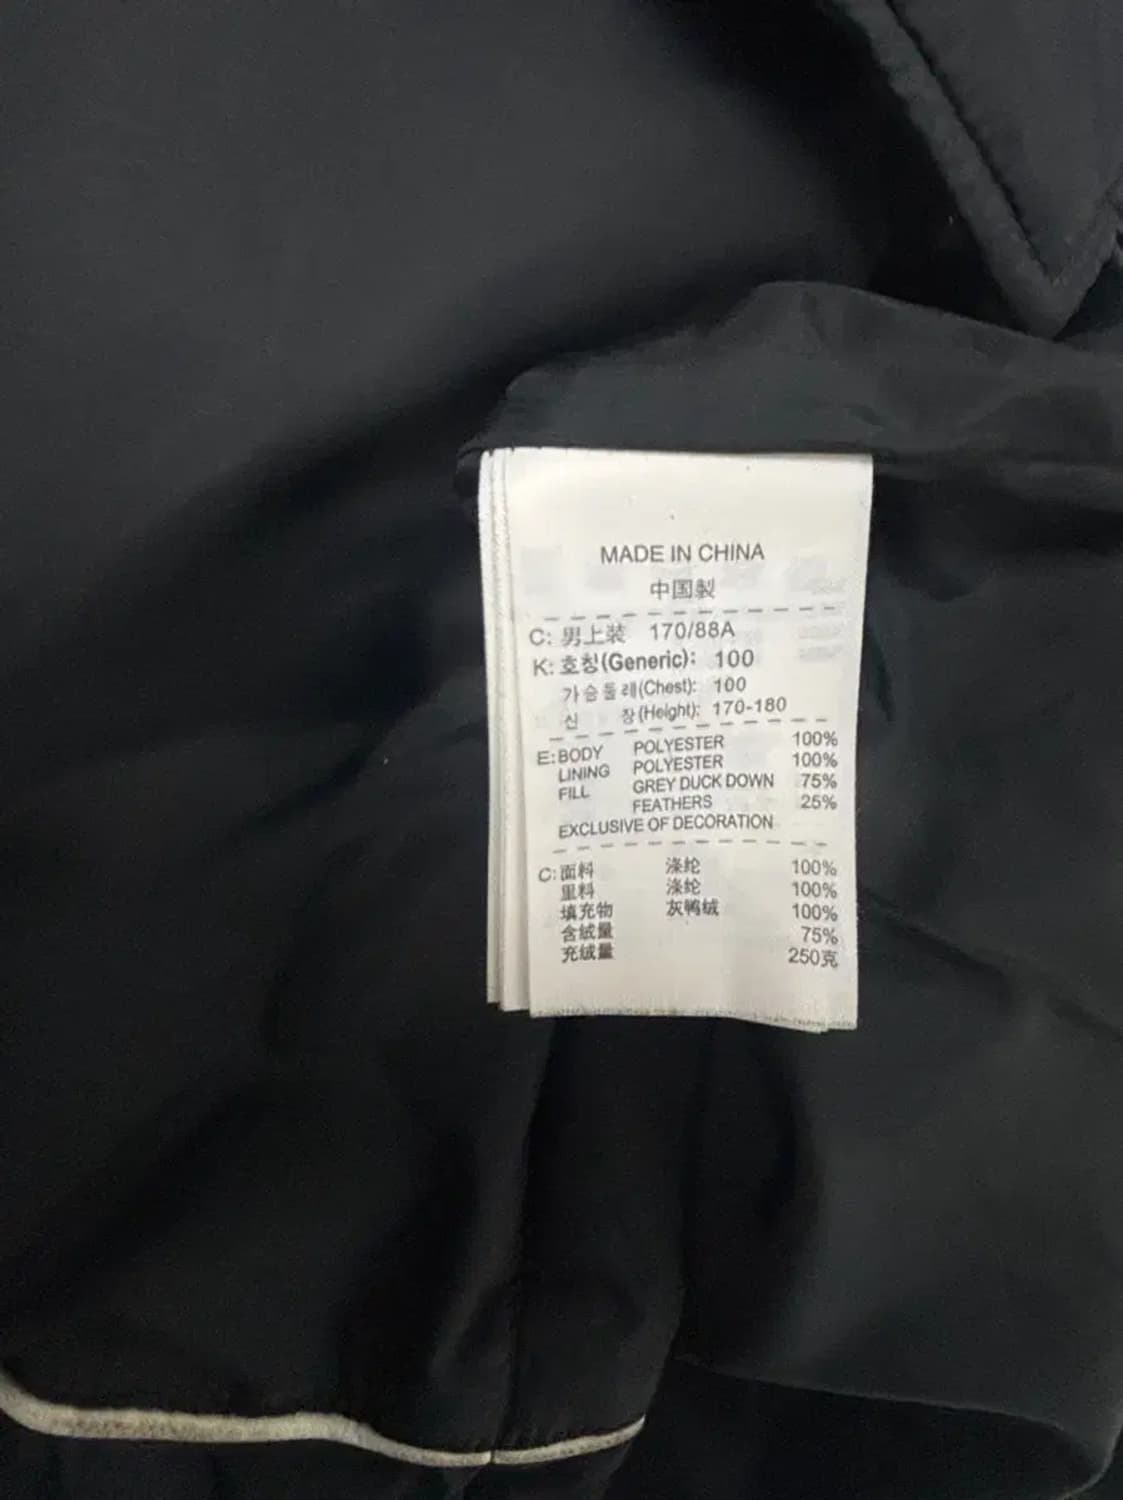 MADE IN CHINA
中国製
C: 男上装 170/88A
K: 호칭(Generic): 100
가슴둘레(Chest): 100
신 장(Height): 170-180
E: BODY POLYESTER 100%
LINING POLYESTER 100%
FILL GREY DUCK DOWN 75%
FEATHERS 25%
EXCLUSIVE OF DECORATION
C: 面料 涤纶 100%
里料 涤纶 100%
填充物 灰鸭绒 100%
含绒量 75%
充绒量 250克